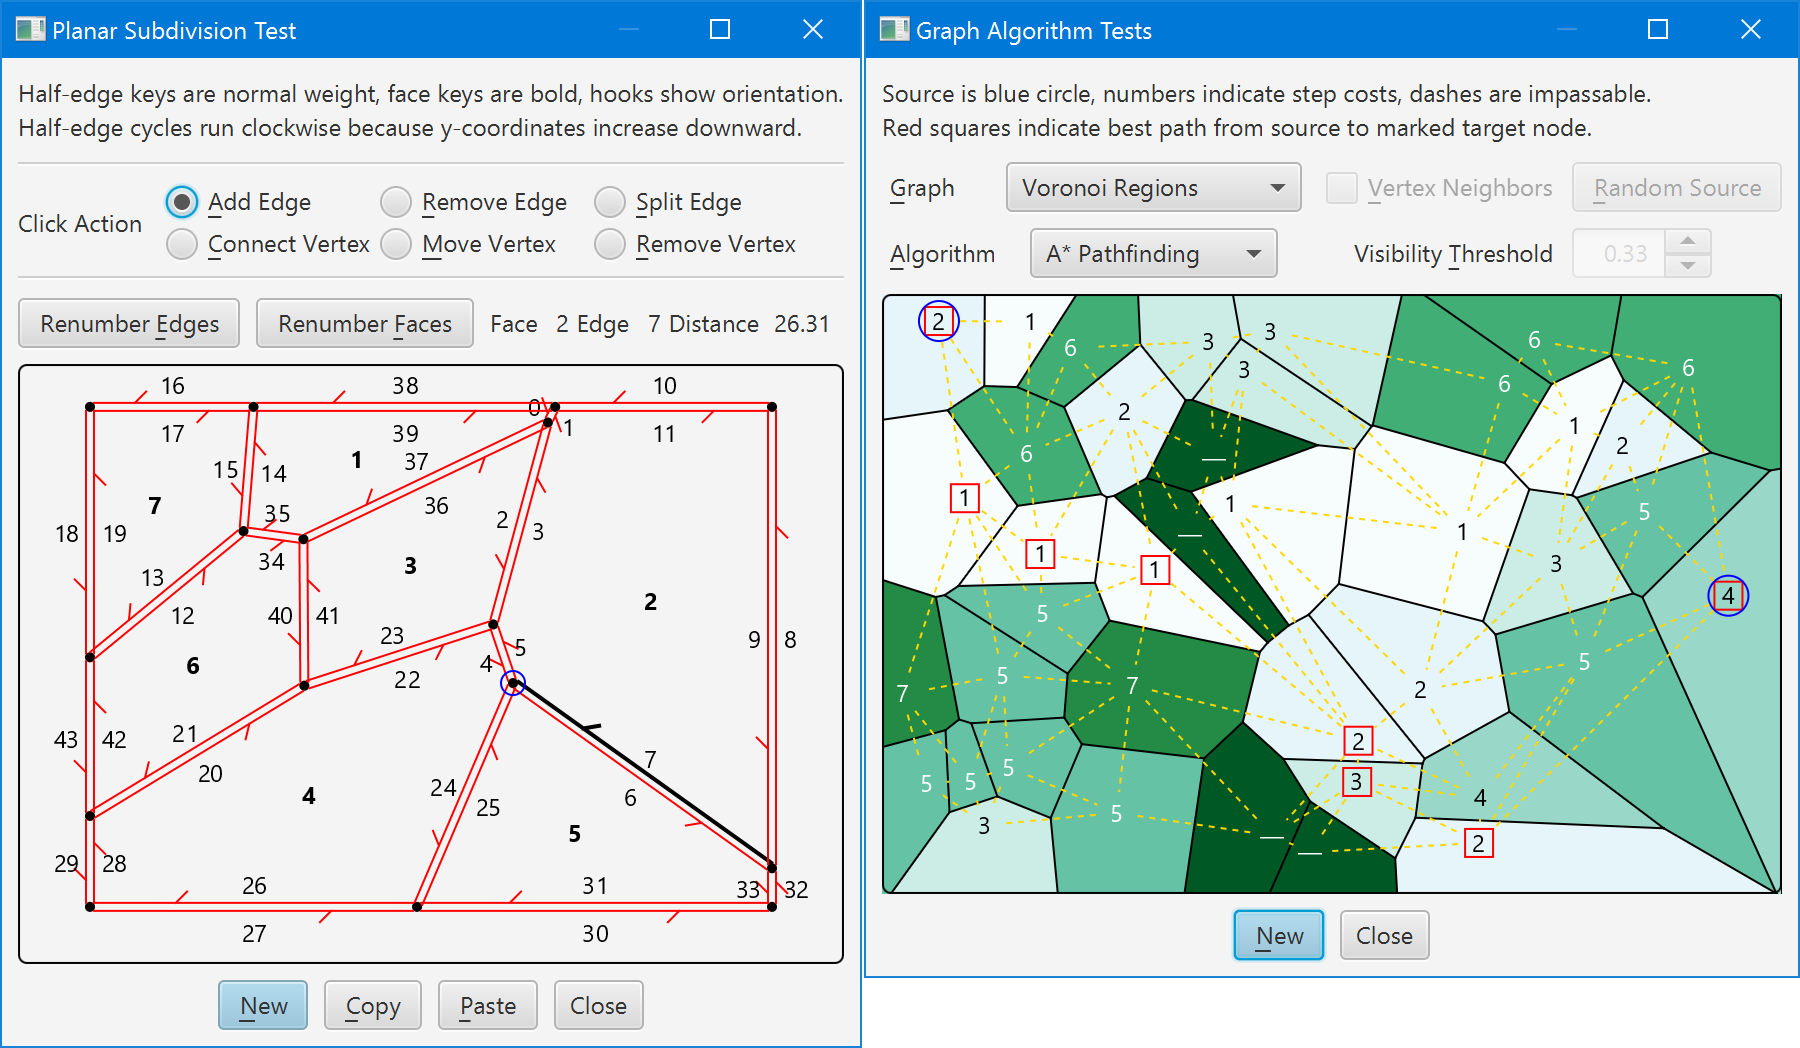 Planar Subdivision Test
Half-edge keys are normal weight, face keys are bold, hooks show orientation.
Half-edge cycles run clockwise because y-coordinates increase downward.
Click Action
Add Edge Remove Edge Split Edge
Connect Vertex Move Vertex Remove Vertex
Renumber Edges Renumber Faces Face 2 Edge 7 Distance 26.31
16 38 10
0
17 39 1 11
1 37
15 14
7 35 36
18 19 2 3
34
13 3
12 40 41 2
23 9 8
6 4 5
22
43 42 21
20 7
24 6
4 25
5
29 28
26 31 33 32
27 30
New Copy Paste Close
Graph Algorithm Tests
Source is blue circle, numbers indicate step costs, dashes are impassable.
Red squares indicate best path from source to marked target node.
Graph Voronoi Regions Vertex Neighbors Random Source
Algorithm A* Pathfinding Visibility Threshold 0.33
2 1 3
6 3 6
3 6 6
2 1
6 — 2
1 1 5
— 1
1 1 3
5 4
5 7 5
7 2
2
5 5 5 3
3 5 4
— — 2
New Close